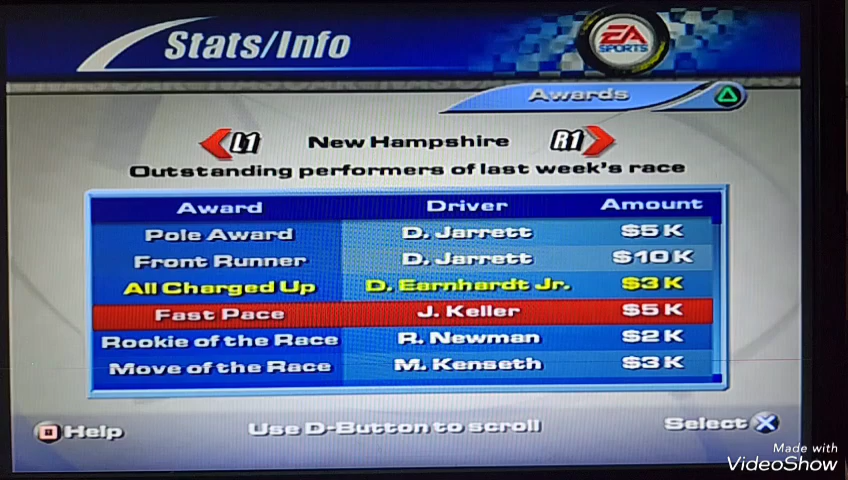 Stats/Info
EA
SPORTS
Awards
L1 New Hampshire R1
Outstanding performers of last week's race
Award Driver Amount
Pole Award D. Jarrett $5 K
Front Runner D. Jarrett $10 K
All Charged Up D. Earnhardt Jr. $3 K
Fast Pace J. Keller $5 K
Rookie of the Race R. Newman $2 K
Move of the Race M. Kenseth $3 K
Help Use D-Button to scroll Select
Made with
VideoShow